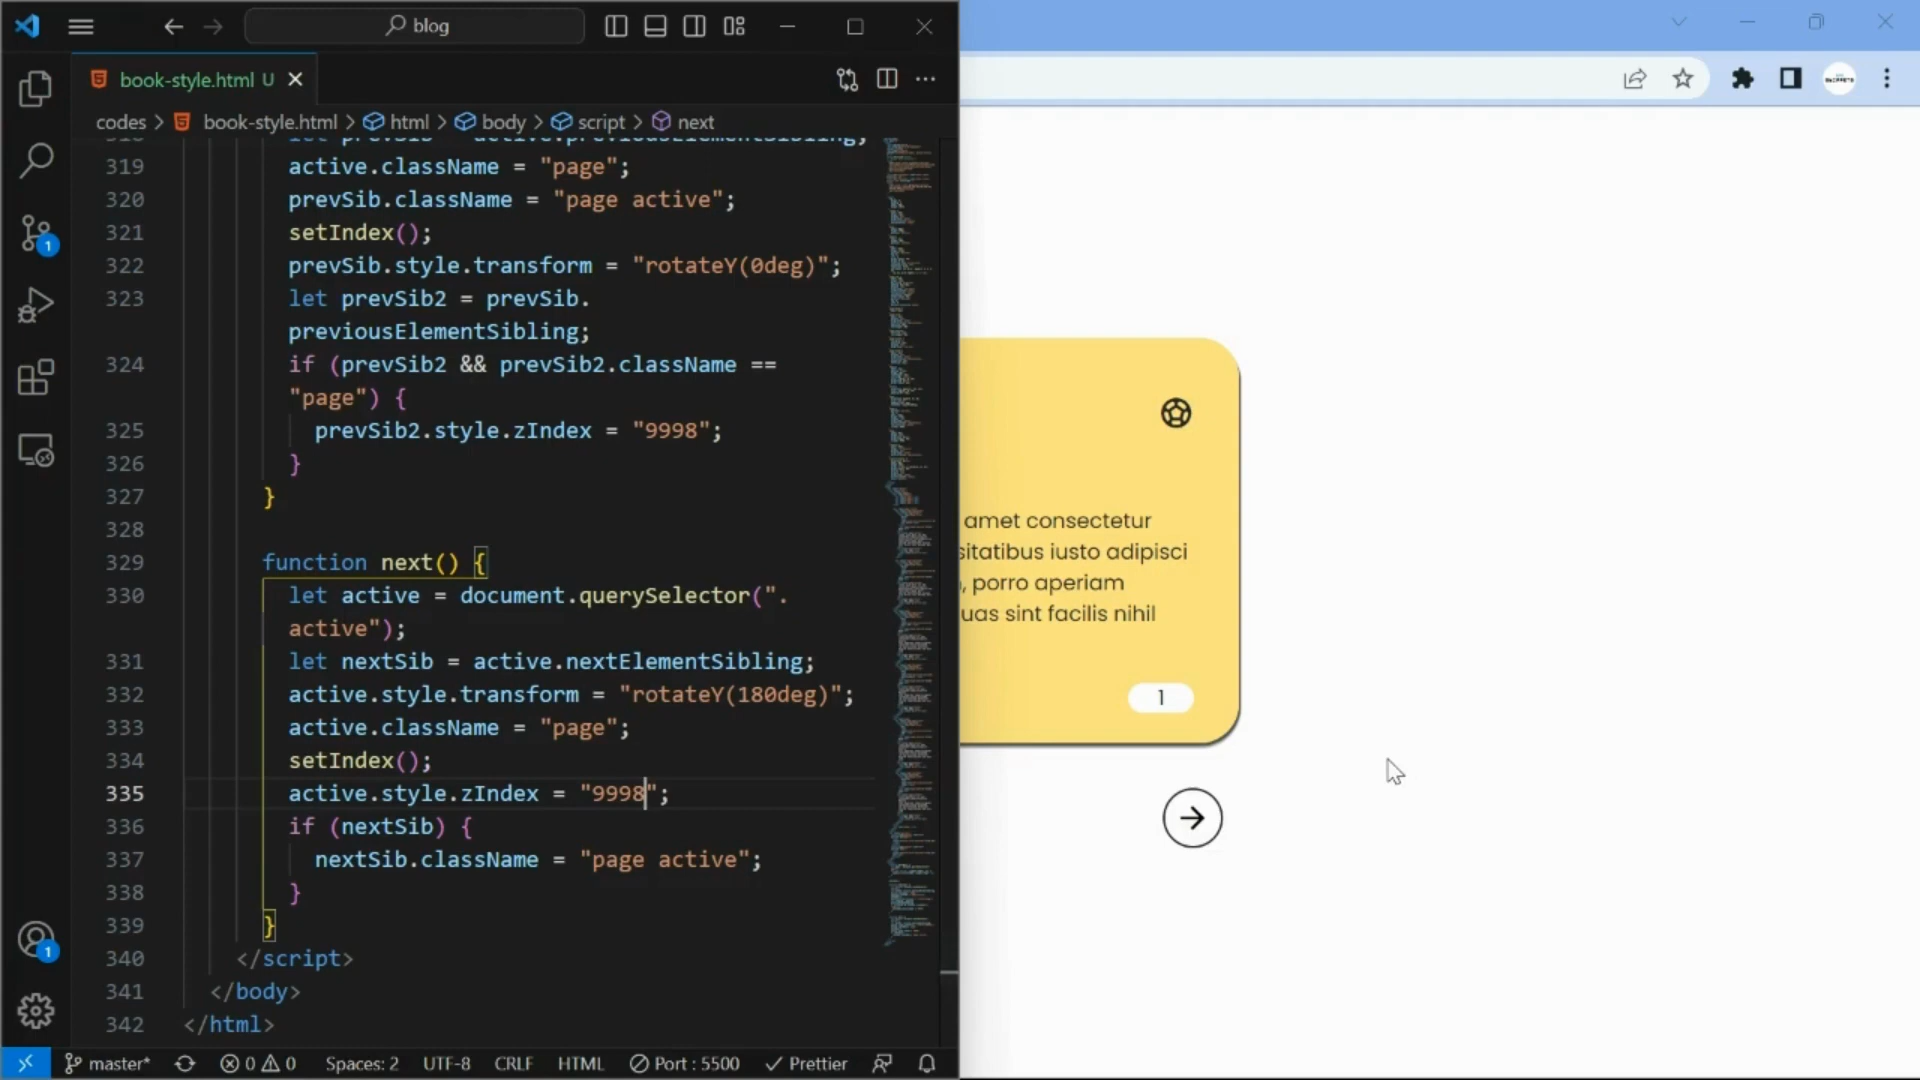 blog
book-style.html U
codes > book-style.html > html > body > script > next
319 active.className = "page";
320 prevSib.className = "page active";
321 setIndex();
322 prevSib.style.transform = "rotateY(0deg)";
323 let prevSib2 = prevSib.
previousElementSibling;
324 if (prevSib2 && prevSib2.className ==
"page") {
325 prevSib2.style.zIndex = "9998";
326 }
327 }
328
329 function next() {
330 let active = document.querySelector(".
active");
331 let nextSib = active.nextElementSibling;
332 active.style.transform = "rotateY(180deg)";
333 active.className = "page";
334 setIndex();
335 active.style.zIndex = "9998";
336 if (nextSib) {
337 nextSib.className = "page active";
338 }
339 }
340 </script>
341 </body>
342 </html>
1
1
master* 0 0 Spaces: 2 UTF-8 CRLF HTML Port : 5500 Prettier
amet consectetur
sitatibus iusto adipisci
, porro aperiam
uas sint facilis nihil
1